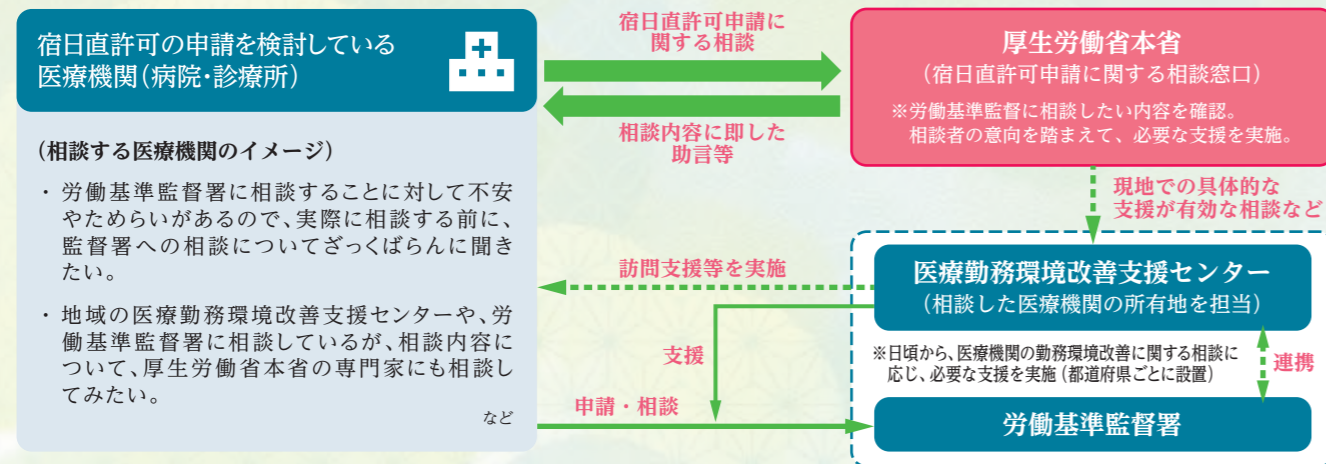 宿日直許可の申請を検討している
医療機関(病院・診療所)
(相談する医療機関のイメージ)
・ 労働基準監督署に相談することに対して不安
やためらいがあるので、実際に相談する前に、
監督署への相談についてざっくばらんに聞き
たい。
・ 地域の医療勤務環境改善支援センターや、労
働基準監督署に相談しているが、相談内容に
ついて、厚生労働省本省の専門家にも相談し
てみたい。
など
宿日直許可申請に
関する相談
相談内容に即した
助言等
厚生労働省本省
(宿日直許可申請に関する相談窓口)
※労働基準監督に相談したい内容を確認。
相談者の意向を踏まえて、必要な支援を実施。
現地での具体的な
支援が有効な相談など
訪問支援等を実施
支援
申請・相談
医療勤務環境改善支援センター
(相談した医療機関の所有地を担当)
※日頃から、医療機関の勤務環境改善に関する相談に
応じ、必要な支援を実施(都道府県ごとに設置)
連携
労働基準監督署